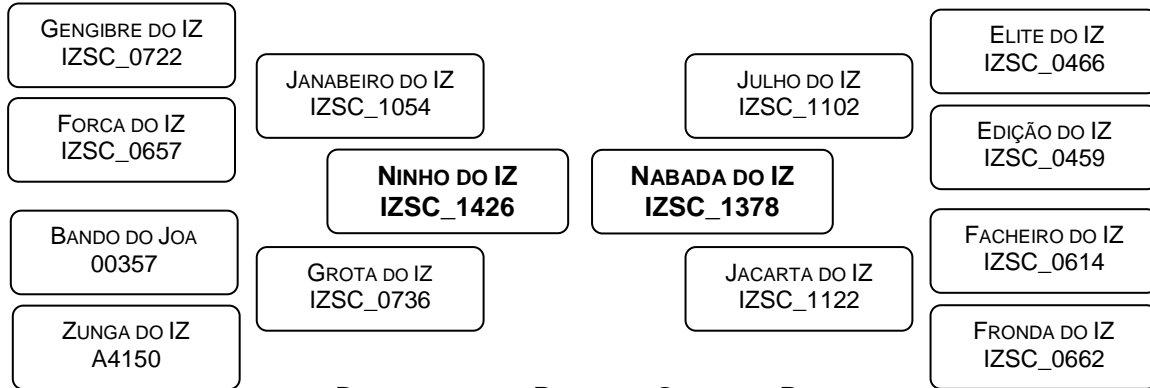 GENGIBRE DO IZ
IZSC_0722
FORCA DO IZ
IZSC_0657
BANDO DO JOA
00357
ZUNGA DO IZ
A4150
JANABEIRO DO IZ
IZSC_1054
GROTA DO IZ
IZSC_0736
NINHO DO IZ
IZSC_1426
NABADA DO IZ
IZSC_1378
JULHO DO IZ
IZSC_1102
JACARTA DO IZ
IZSC_1122
ELITE DO IZ
IZSC_0466
EDIÇÃO DO IZ
IZSC_0459
FACHEIRO DO IZ
IZSC_0614
FRONDA DO IZ
IZSC_0662